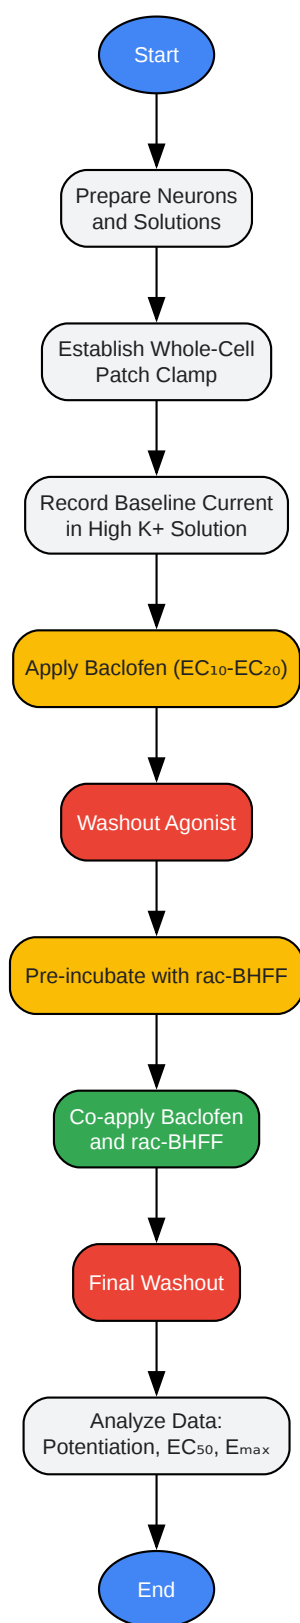 Start
Prepare Neurons
and Solutions
Establish Whole-Cell
Patch Clamp
Record Baseline Current
in High K+ Solution
Apply Baclofen (EC₁₀-EC₂₀)
Washout Agonist
Pre-incubate with rac-BHFF
Co-apply Baclofen
and rac-BHFF
Final Washout
Analyze Data:
Potentiation, EC₅₀, Eₘₐₓ
End